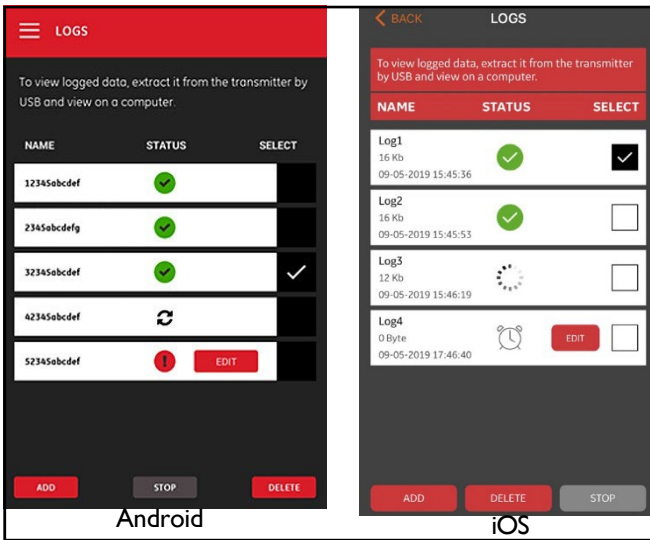 LOGS
To view logged data, extract it from the transmitter by
USB and view on a computer.
NAME STATUS SELECT
12345abcdef
2345abcdefg
32345abcdef
42345abcdef
52345abcdef EDIT
ADD STOP DELETE
Android
BACK LOGS
To view logged data, extract it from the transmitter
by USB and view on a computer.
NAME STATUS SELECT
Log1
16 Kb
09-05-2019 15:45:36
Log2
16 Kb
09-05-2019 15:45:53
Log3
12 Kb
09-05-2019 15:46:19
Log4
0 Byte EDIT
09-05-2019 17:46:40
ADD DELETE STOP
iOS